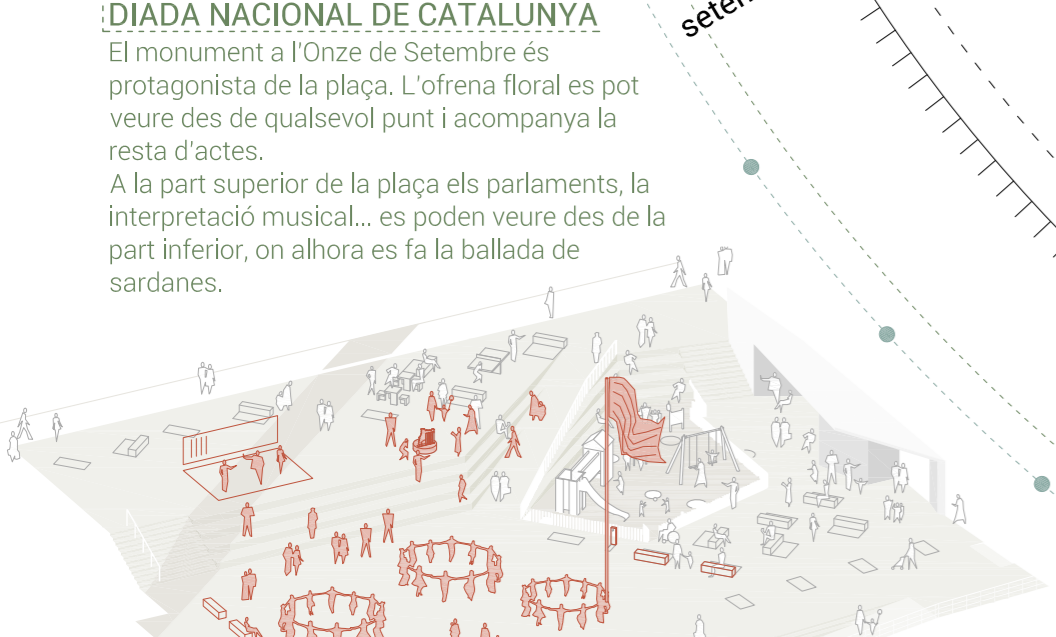 DIADA NACIONAL DE CATALUNYA
El monument a l'Onze de Setembre és
protagonista de la plaça. L'ofrena floral es pot
veure des de qualsevol punt i acompanya la
resta d'actes.
A la part superior de la plaça els parlaments, la
interpretació musical... es poden veure des de la
part inferior, on alhora es fa la ballada de
sardanes.